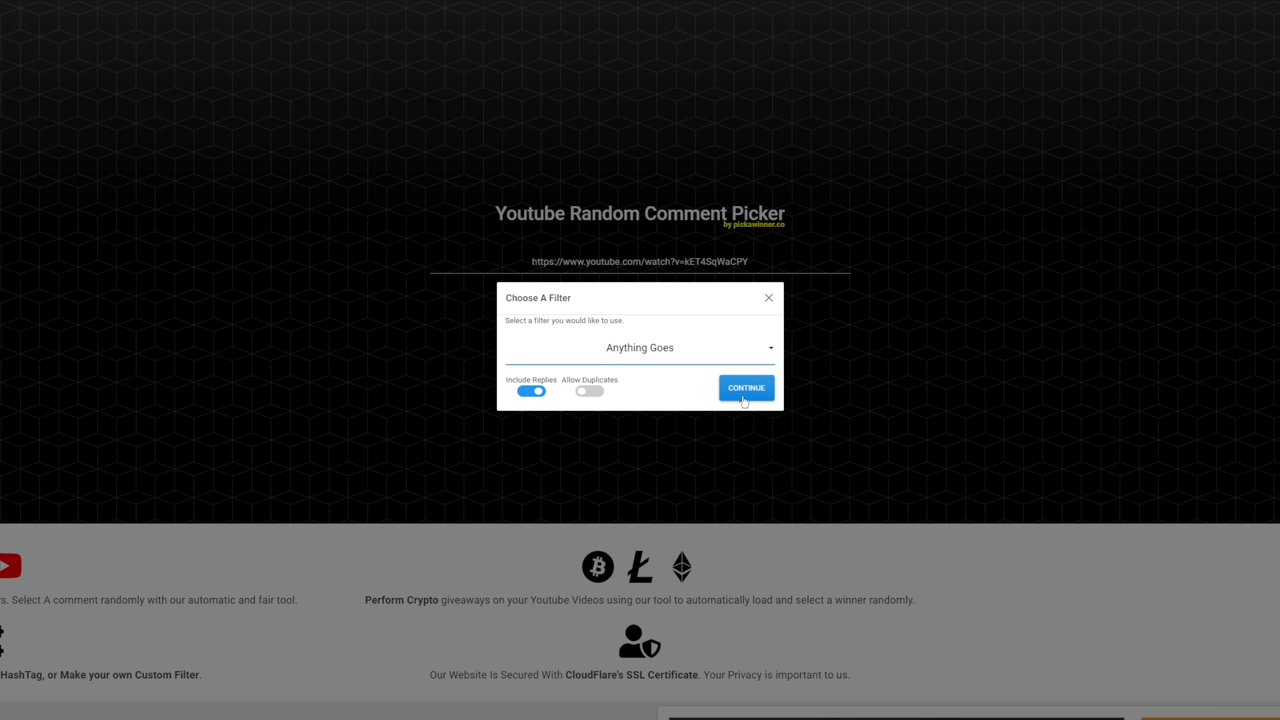 Youtube Random Comment Picker
by pickawinner.co
https://www.youtube.com/watch?v=kET4SqWaCPY
Choose A Filter
Select a filter you would like to use.
Anything Goes
Include Replies Allow Duplicates
CONTINUE
s. Select A comment randomly with our automatic and fair tool.
Perform Crypto giveaways on your Youtube Videos using our tool to automatically load and select a winner randomly.
HashTag, or Make your own Custom Filter.
Our Website Is Secured With CloudFlare's SSL Certificate. Your Privacy is important to us.